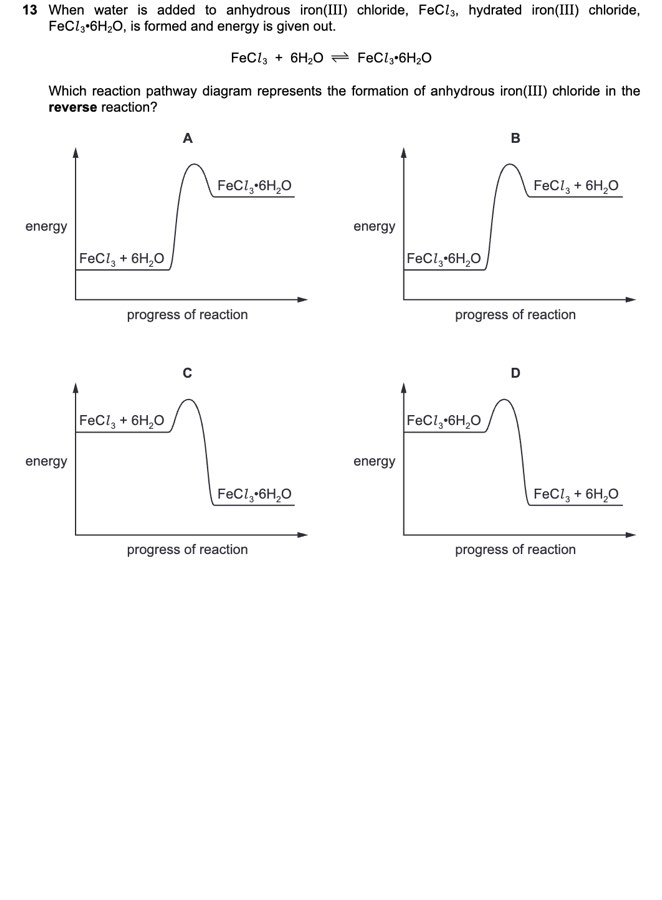 13 When water is added to anhydrous iron(III) chloride, FeCl₃, hydrated iron(III) chloride,
FeCl₃•6H₂O, is formed and energy is given out.
FeCl₃ + 6H₂O ⇌ FeCl₃•6H₂O
Which reaction pathway diagram represents the formation of anhydrous iron(III) chloride in the
reverse reaction?
A
energy
FeCl₃ + 6H₂O
FeCl₃•6H₂O
progress of reaction
B
energy
FeCl₃•6H₂O
FeCl₃ + 6H₂O
progress of reaction
C
energy
FeCl₃ + 6H₂O
FeCl₃•6H₂O
progress of reaction
D
energy
FeCl₃•6H₂O
FeCl₃ + 6H₂O
progress of reaction